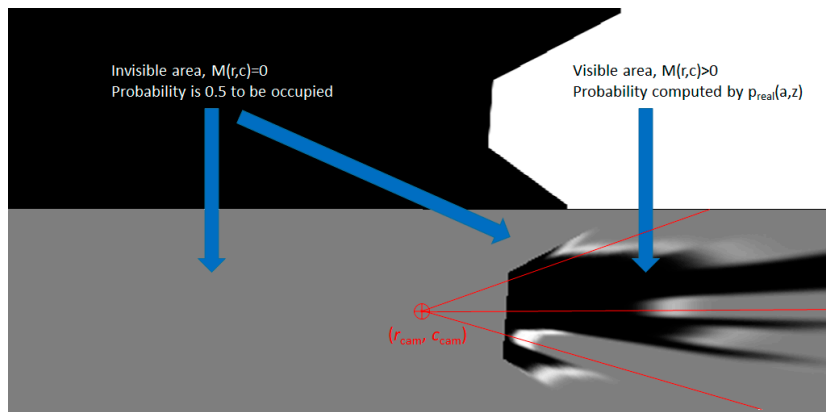 Invisible area, M(r,c)=0
Probability is 0.5 to be occupied
Visible area, M(r,c)>0
Probability computed by preal(a,z)
(rcam, ccam)